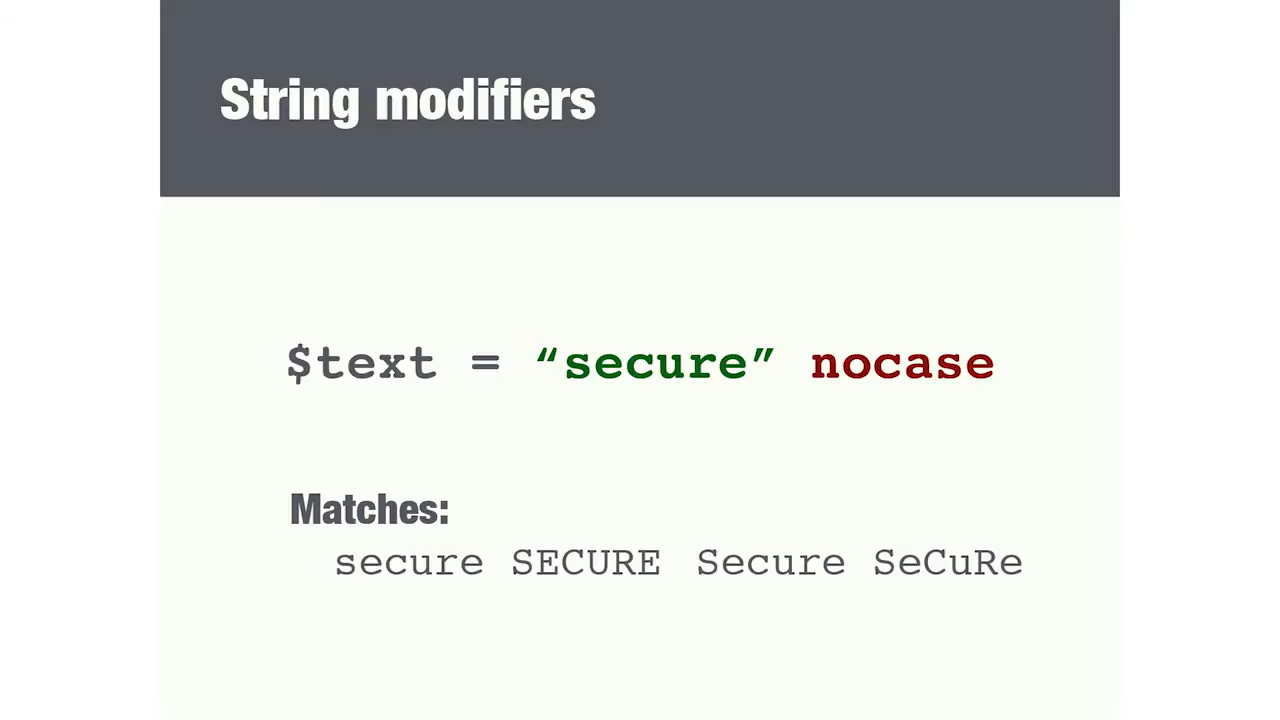 String modifiers
$text = “secure” nocase
Matches:
secure SECURE Secure SeCuRe